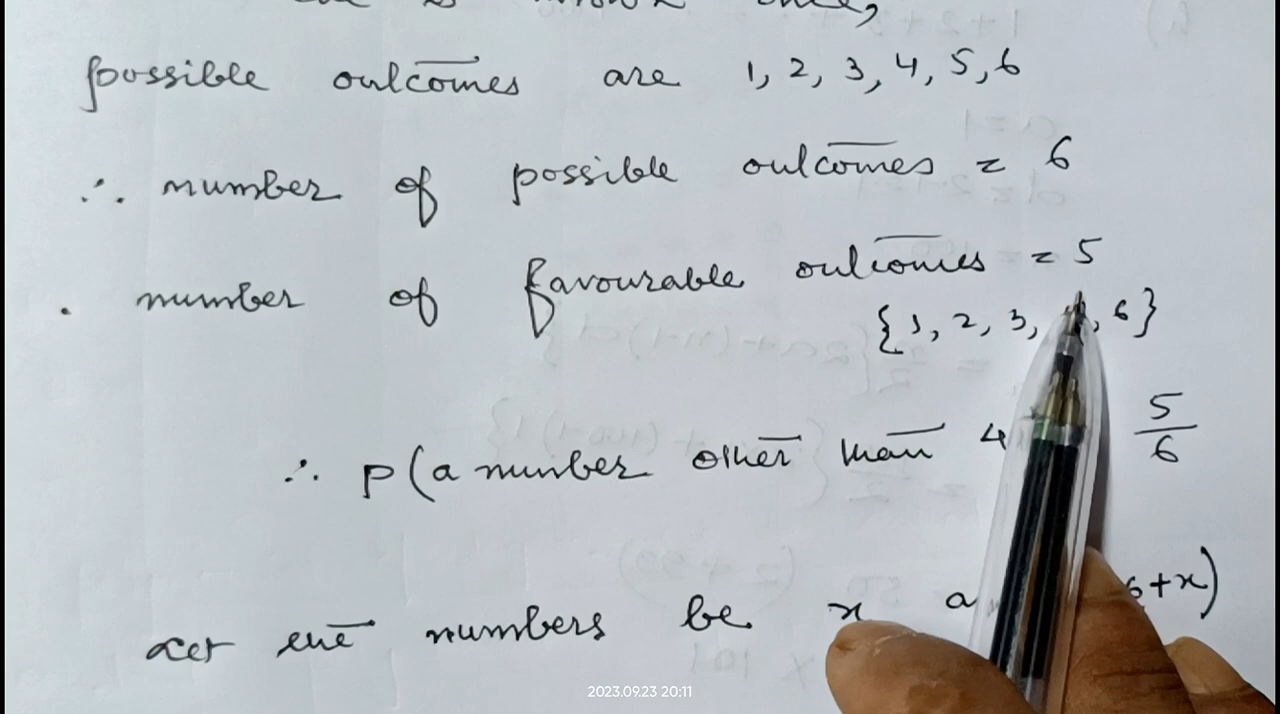 possible outcomes are 1, 2, 3, 4, 5, 6
∴ number of possible outcomes = 6
. number of favourable outcomes = 5
{1, 2, 3, , 6}
∴ P(a number other than 4 5/6
Let the numbers be x a 6+x)
2023.09.23 20:11